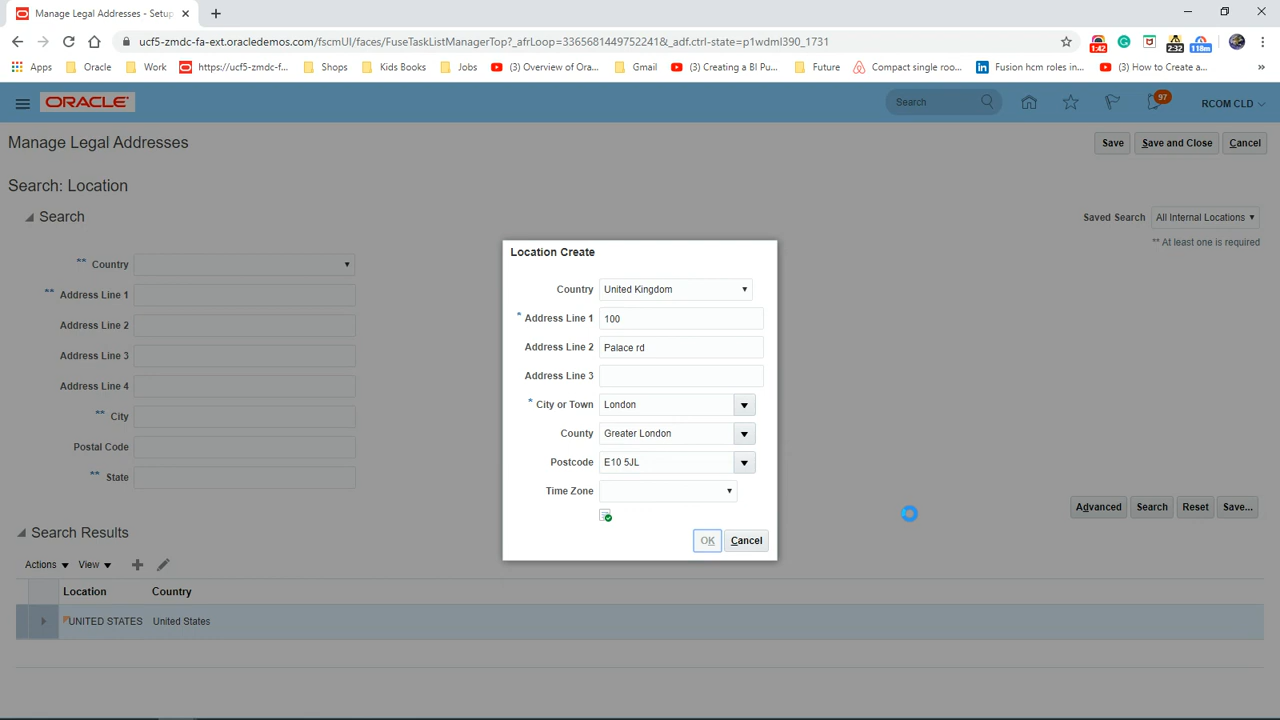 Manage Legal Addresses - Setup
ucf5-zmdc-fa-ext.oracledemos.com/fscmUI/faces/FuseTaskListManagerTop?_afrLoop=3365681449752241&_adf.ctrl-state=p1wdml390_1731
1:42
2:32
118m
Apps Oracle Work https://ucf5-zmdc-f... Shops Kids Books Jobs (3) Overview of Ora... Gmail (3) Creating a BI Pu... Future Compact single roo... Fusion hcm roles in... (3) How to Create a... »
ORACLE
Search
97
RCOM CLD
Manage Legal Addresses
Save
Save and Close
Cancel
Search: Location
Search
Saved Search All Internal Locations
** At least one is required
** Country
** Address Line 1
Address Line 2
Address Line 3
Address Line 4
** City
Postal Code
** State
Location Create
Country United Kingdom
* Address Line 1 100
Address Line 2 Palace rd
Address Line 3
* City or Town London
County Greater London
Postcode E10 5JL
Time Zone
OK
Cancel
Advanced
Search
Reset
Save...
Search Results
Actions View
Location Country
UNITED STATES United States